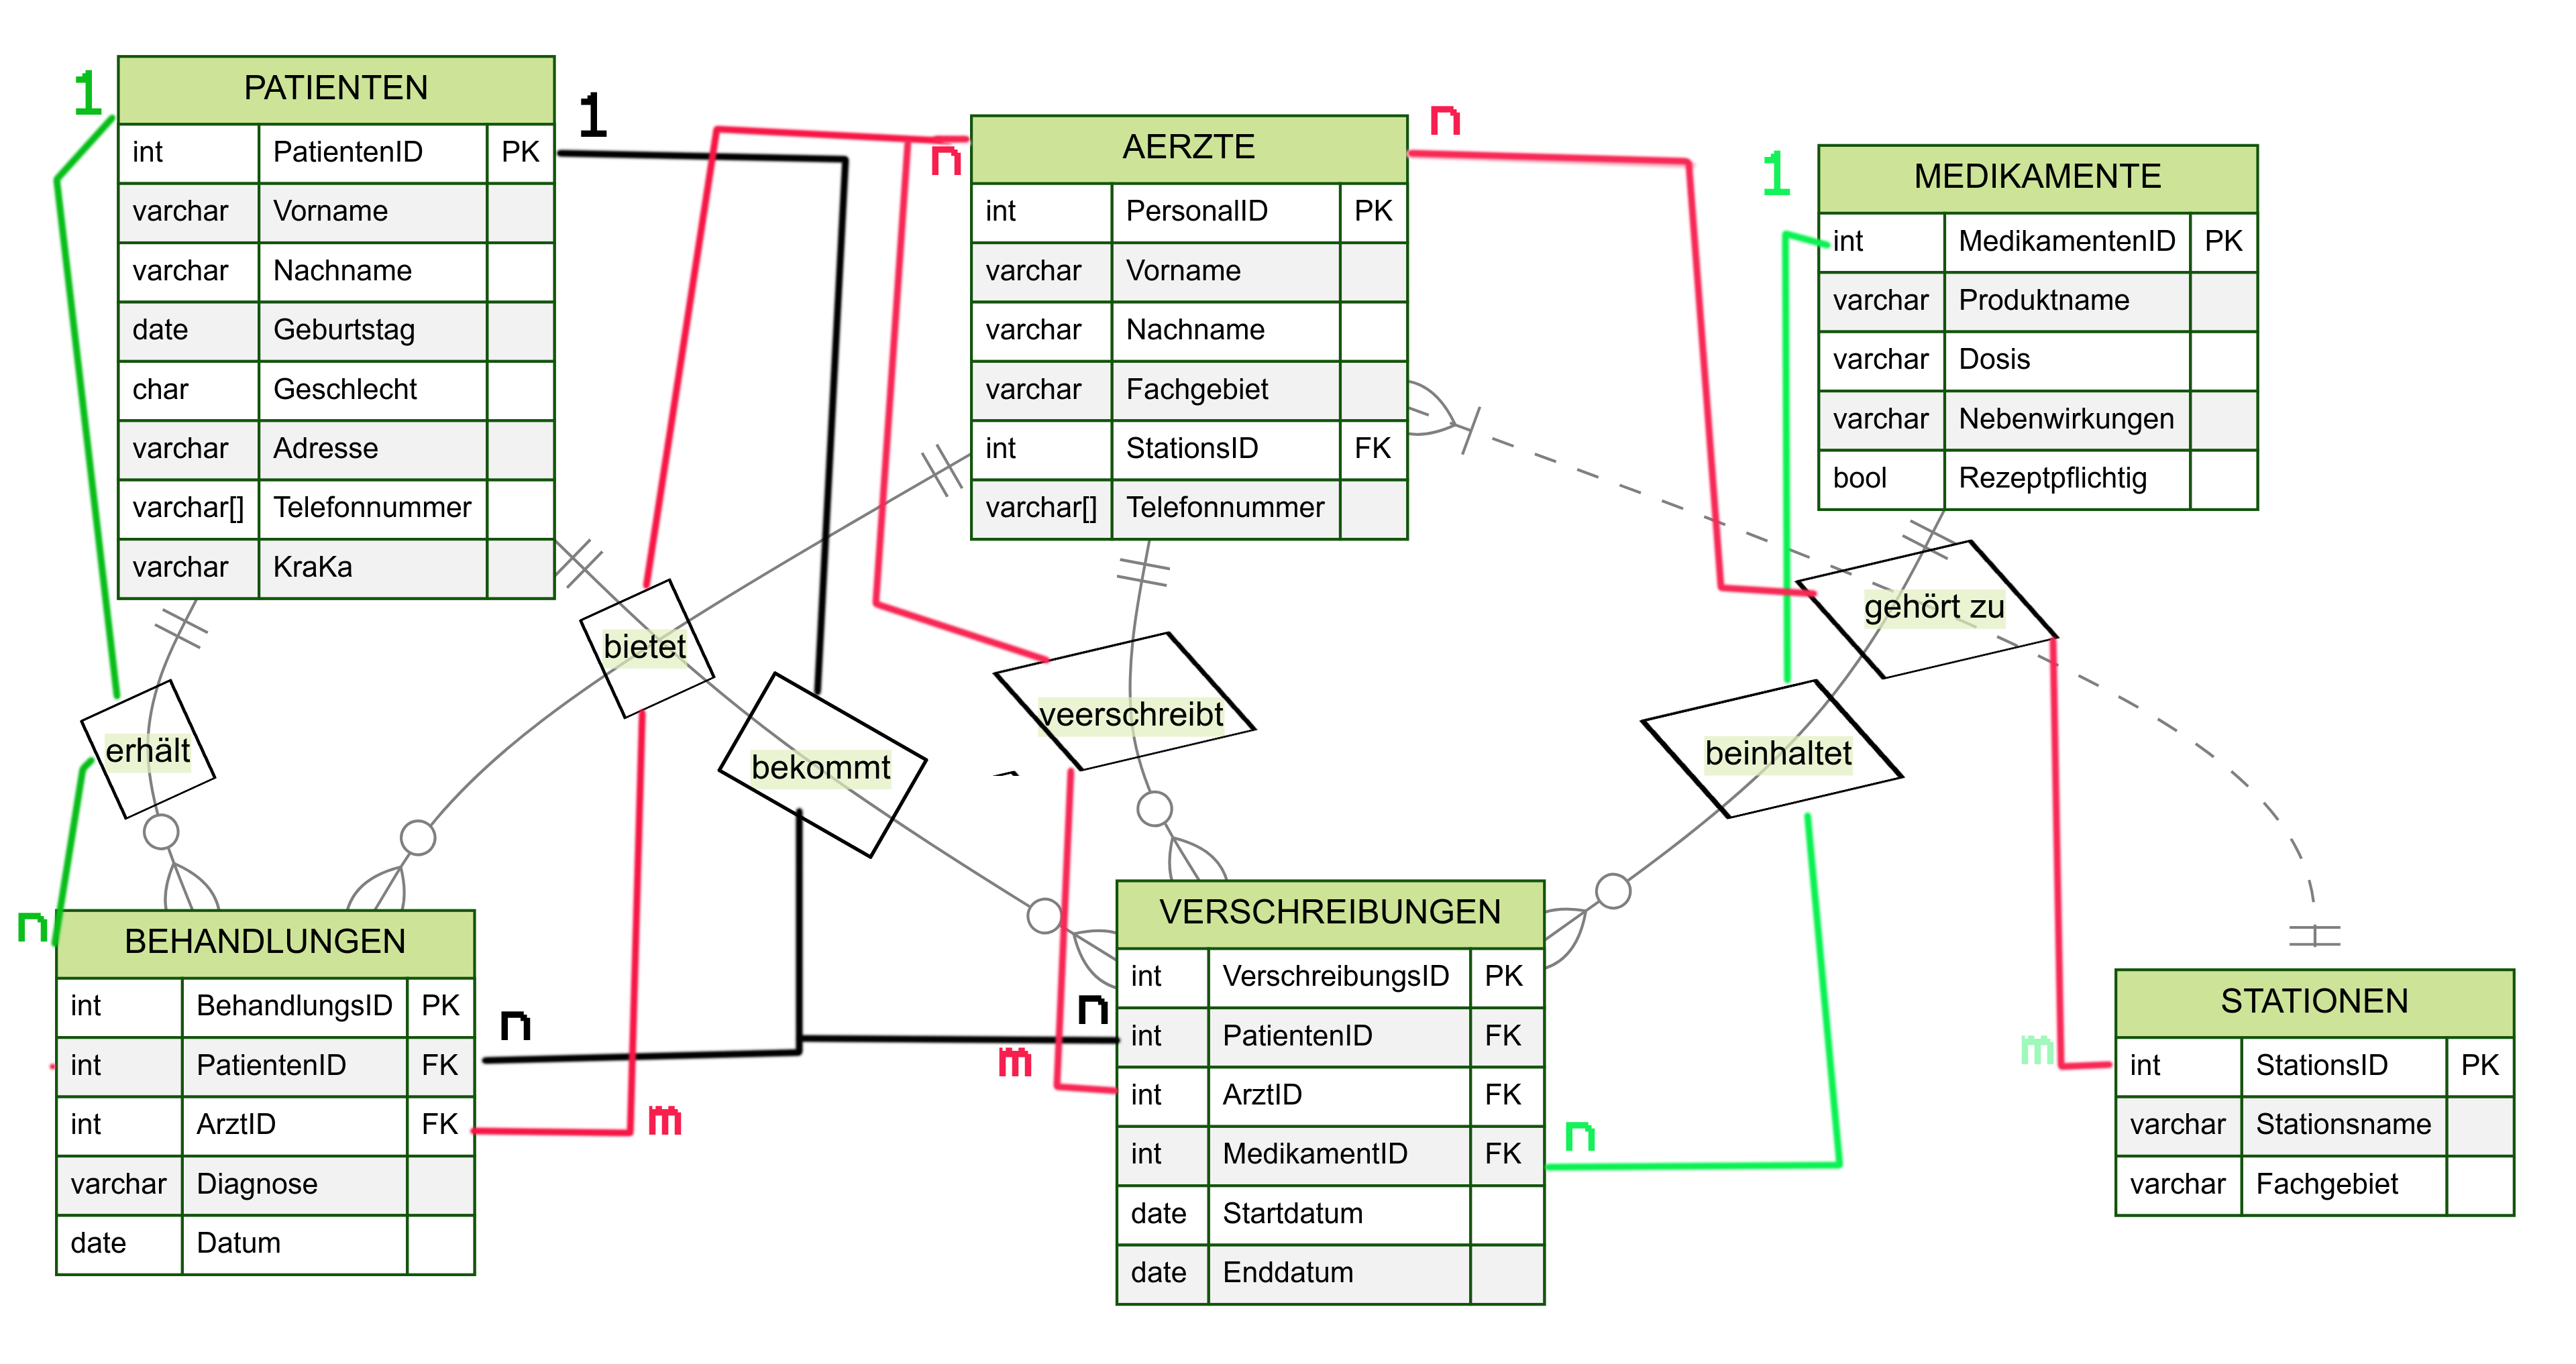 1
PATIENTEN
int PatientenID PK
varchar Vorname
varchar Nachname
date Geburtstag
char Geschlecht
varchar Adresse
varchar[] Telefonnummer
varchar KraKa
1
n
AERZTE
int PersonalID PK
varchar Vorname
varchar Nachname
varchar Fachgebiet
int StationsID FK
varchar[] Telefonnummer
n
1
MEDIKAMENTE
int MedikamentenID PK
varchar Produktname
varchar Dosis
varchar Nebenwirkungen
bool Rezeptpflichtig
erhält
bietet
bekommt
veerschreibt
beinhaltet
gehört zu
n
BEHANDLUNGEN
int BehandlungsID PK
int PatientenID FK
int ArztID FK
varchar Diagnose
date Datum
n
m
n
m
VERSCHREIBUNGEN
int VerschreibungsID PK
int PatientenID FK
int ArztID FK
int MedikamentID FK
date Startdatum
date Enddatum
n
m
STATIONEN
int StationsID PK
varchar Stationsname
varchar Fachgebiet